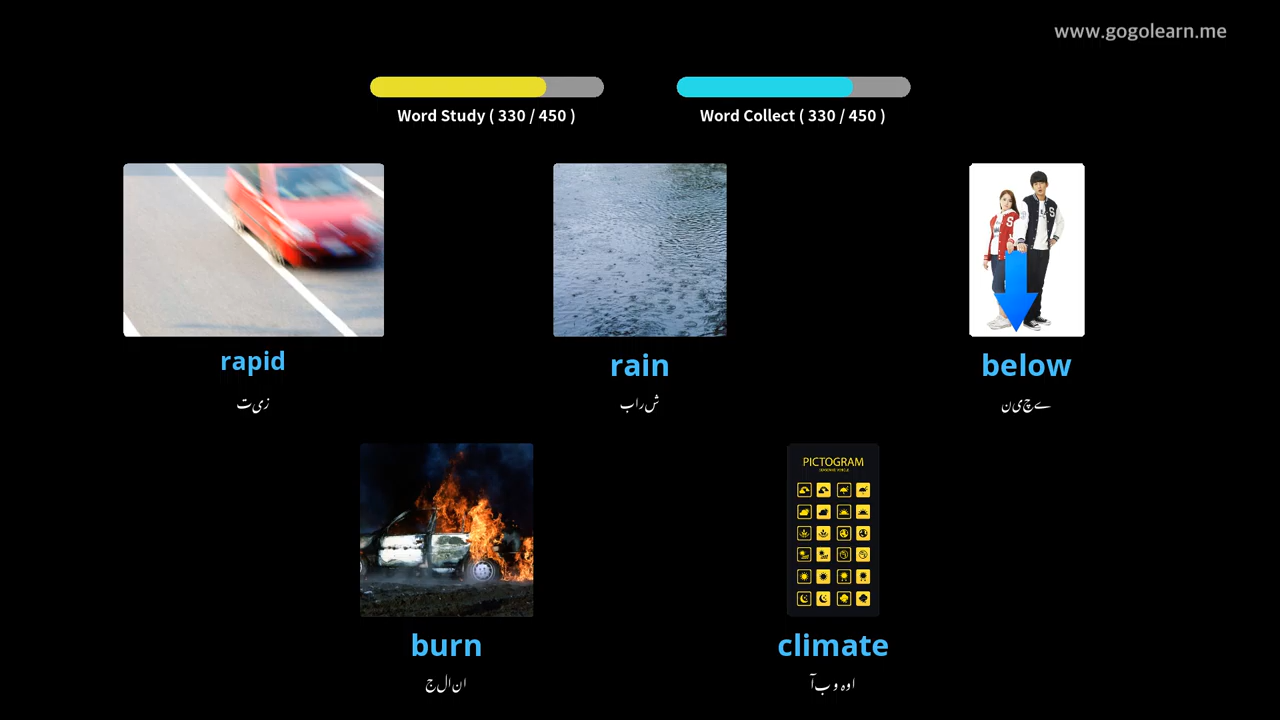 www.gogolearn.me
Word Study ( 330 / 450 )
Word Collect ( 330 / 450 )
rapid
زیت
rain
شراب
below
ےچین
burn
انالج
PICTOGRAM
climate
اوہ و بآ